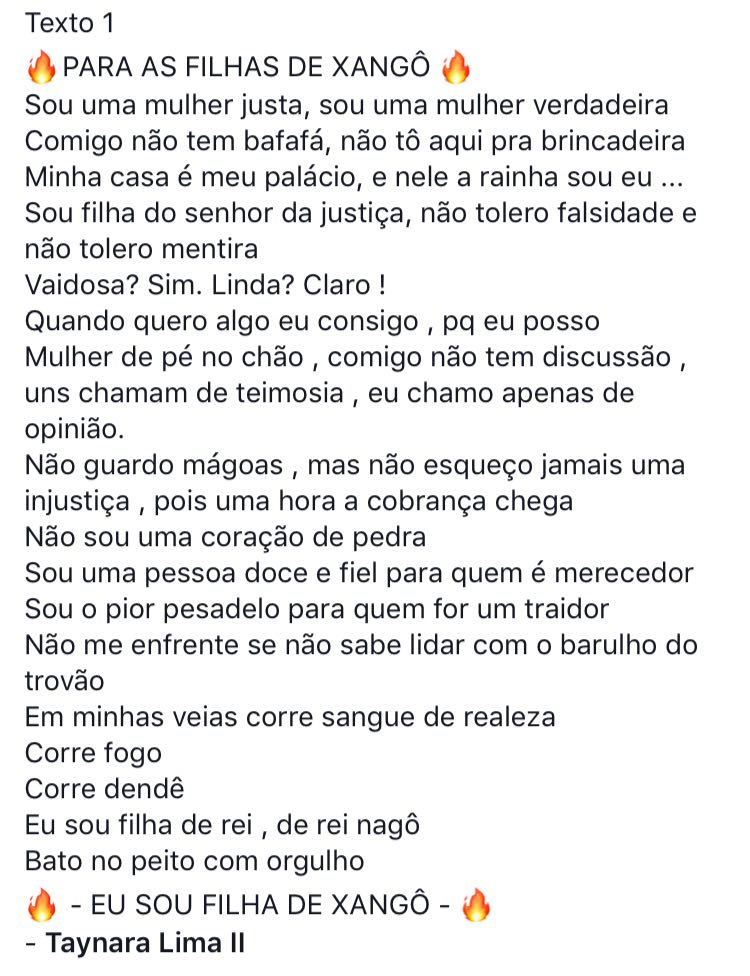 Texto 1
🔥PARA AS FILHAS DE XANGÔ 🔥
Sou uma mulher justa, sou uma mulher verdadeira
Comigo não tem bafafá, não tô aqui pra brincadeira
Minha casa é meu palácio, e nele a rainha sou eu ...
Sou filha do senhor da justiça, não tolero falsidade e
não tolero mentira
Vaidosa? Sim. Linda? Claro !
Quando quero algo eu consigo , pq eu posso
Mulher de pé no chão , comigo não tem discussão ,
uns chamam de teimosia , eu chamo apenas de
opinião.
Não guardo mágoas , mas não esqueço jamais uma
injustiça , pois uma hora a cobrança chega
Não sou uma coração de pedra
Sou uma pessoa doce e fiel para quem é merecedor
Sou o pior pesadelo para quem for um traidor
Não me enfrente se não sabe lidar com o barulho do
trovão
Em minhas veias corre sangue de realeza
Corre fogo
Corre dendê
Eu sou filha de rei , de rei nagô
Bato no peito com orgulho
🔥 - EU SOU FILHA DE XANGÔ - 🔥
- Taynara Lima II